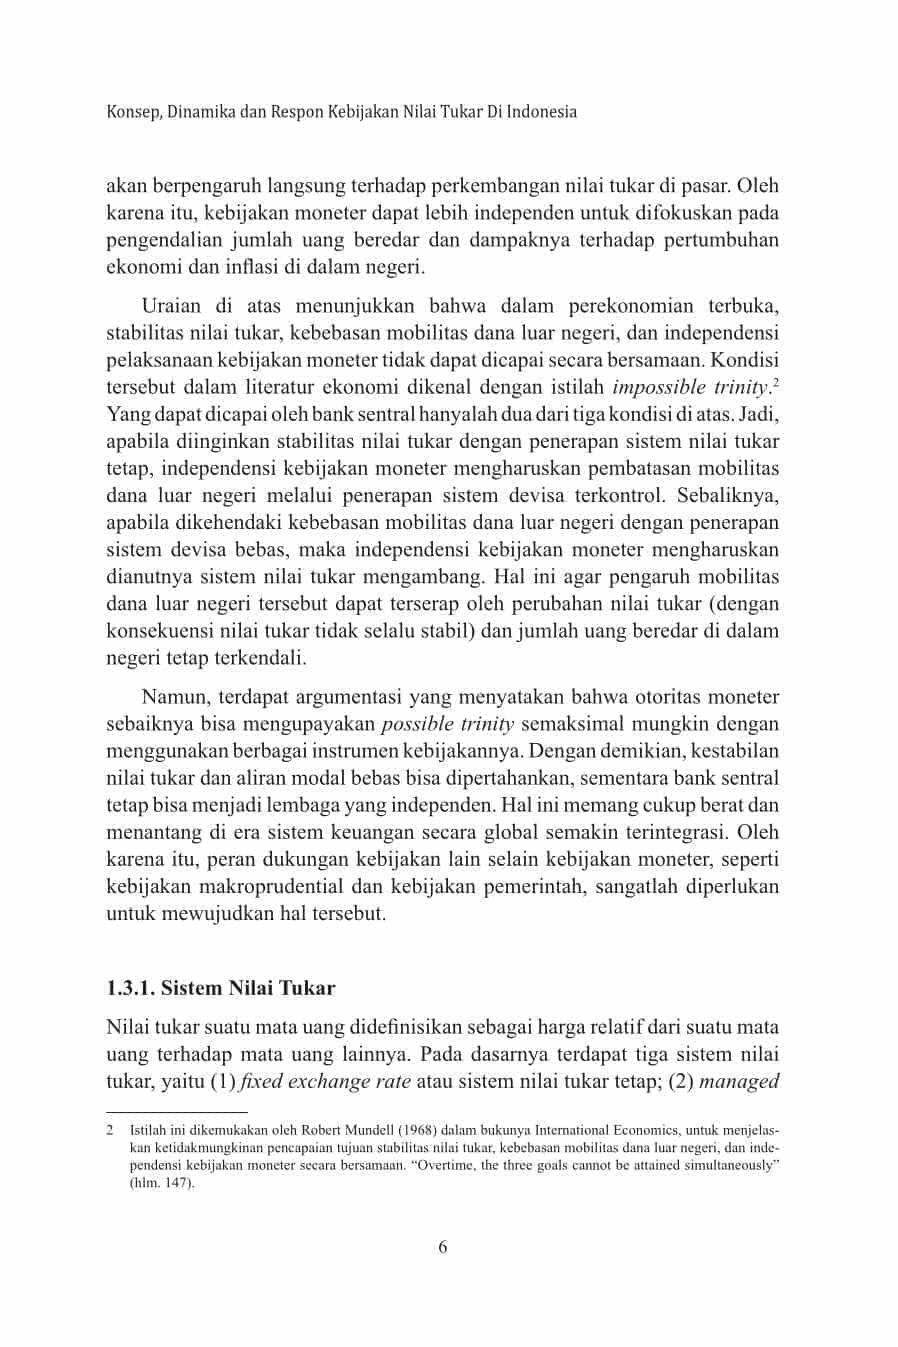 Konsep, Dinamika dan Respon Kebijakan Nilai Tukar Di Indonesia
akan berpengaruh langsung terhadap perkembangan nilai tukar di pasar. Oleh
karena itu, kebijakan moneter dapat lebih independen untuk difokuskan pada
pengendalian jumlah uang beredar dan dampaknya terhadap pertumbuhan
ekonomi dan inflasi di dalam negeri.
Uraian di atas menunjukkan bahwa dalam perekonomian terbuka,
stabilitas nilai tukar, kebebasan mobilitas dana luar negeri, dan independensi
pelaksanaan kebijakan moneter tidak dapat dicapai secara bersamaan. Kondisi
tersebut dalam literatur ekonomi dikenal dengan istilah impossible trinity.2
Yang dapat dicapai oleh bank sentral hanyalah dua dari tiga kondisi di atas. Jadi,
apabila diinginkan stabilitas nilai tukar dengan penerapan sistem nilai tukar
tetap, independensi kebijakan moneter mengharuskan pembatasan mobilitas
dana luar negeri melalui penerapan sistem devisa terkontrol. Sebaliknya,
apabila dikehendaki kebebasan mobilitas dana luar negeri dengan penerapan
sistem devisa bebas, maka independensi kebijakan moneter mengharuskan
dianutnya sistem nilai tukar mengambang. Hal ini agar pengaruh mobilitas
dana luar negeri tersebut dapat terserap oleh perubahan nilai tukar (dengan
konsekuensi nilai tukar tidak selalu stabil) dan jumlah uang beredar di dalam
negeri tetap terkendali.
Namun, terdapat argumentasi yang menyatakan bahwa otoritas moneter
sebaiknya bisa mengupayakan possible trinity semaksimal mungkin dengan
menggunakan berbagai instrumen kebijakannya. Dengan demikian, kestabilan
nilai tukar dan aliran modal bebas bisa dipertahankan, sementara bank sentral
tetap bisa menjadi lembaga yang independen. Hal ini memang cukup berat dan
menantang di era sistem keuangan secara global semakin terintegrasi. Oleh
karena itu, peran dukungan kebijakan lain selain kebijakan moneter, seperti
kebijakan makroprudential dan kebijakan pemerintah, sangatlah diperlukan
untuk mewujudkan hal tersebut.
1.3.1. Sistem Nilai Tukar
Nilai tukar suatu mata uang didefinisikan sebagai harga relatif dari suatu mata
uang terhadap mata uang lainnya. Pada dasarnya terdapat tiga sistem nilai
tukar, yaitu (1) fixed exchange rate atau sistem nilai tukar tetap; (2) managed
2 Istilah ini dikemukakan oleh Robert Mundell (1968) dalam bukunya International Economics, untuk menjelas-
kan ketidakmungkinan pencapaian tujuan stabilitas nilai tukar, kebebasan mobilitas dana luar negeri, dan inde-
pendensi kebijakan moneter secara bersamaan. “Overtime, the three goals cannot be attained simultaneously”
(hlm. 147).
6